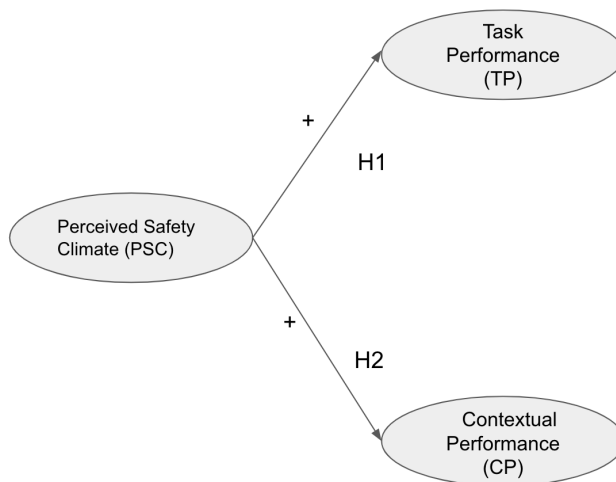 Task
Performance
(TP)
+
H1
Perceived Safety
Climate (PSC)
+
H2
Contextual
Performance
(CP)